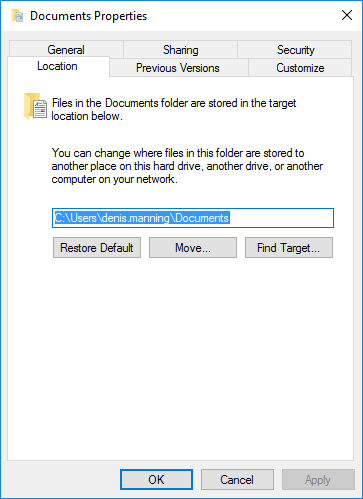 Documents Properties
General Sharing Security
Location Previous Versions Customize
Files in the Documents folder are stored in the target
location below.
You can change where files in this folder are stored to
another place on this hard drive, another drive, or another
computer on your network.
C:\Users\denis.manning\Documents
Restore Default Move... Find Target...
OK Cancel Apply